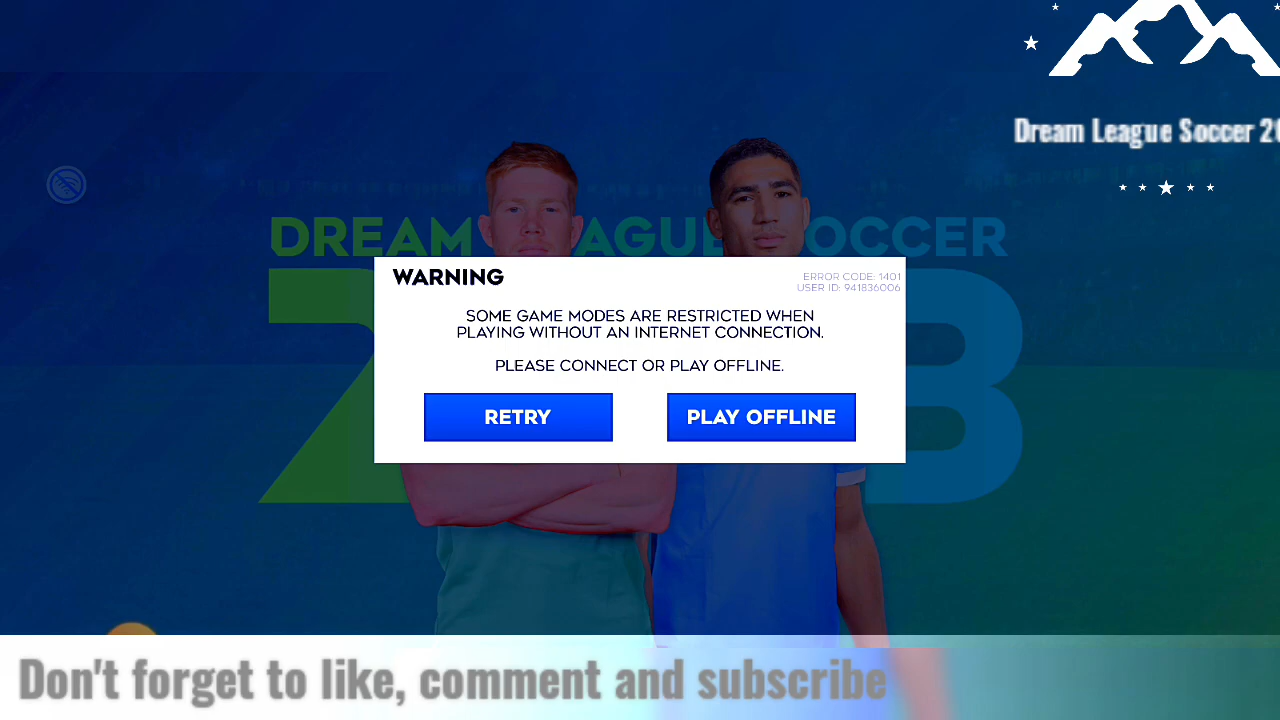 Dream League Soccer 2
DREAM AGUE SOCCER
WARNING
ERROR CODE: 1401
USER ID: 941836006
SOME GAME MODES ARE RESTRICTED WHEN
PLAYING WITHOUT AN INTERNET CONNECTION.
PLEASE CONNECT OR PLAY OFFLINE.
RETRY
PLAY OFFLINE
Don't forget to like, comment and subscribe